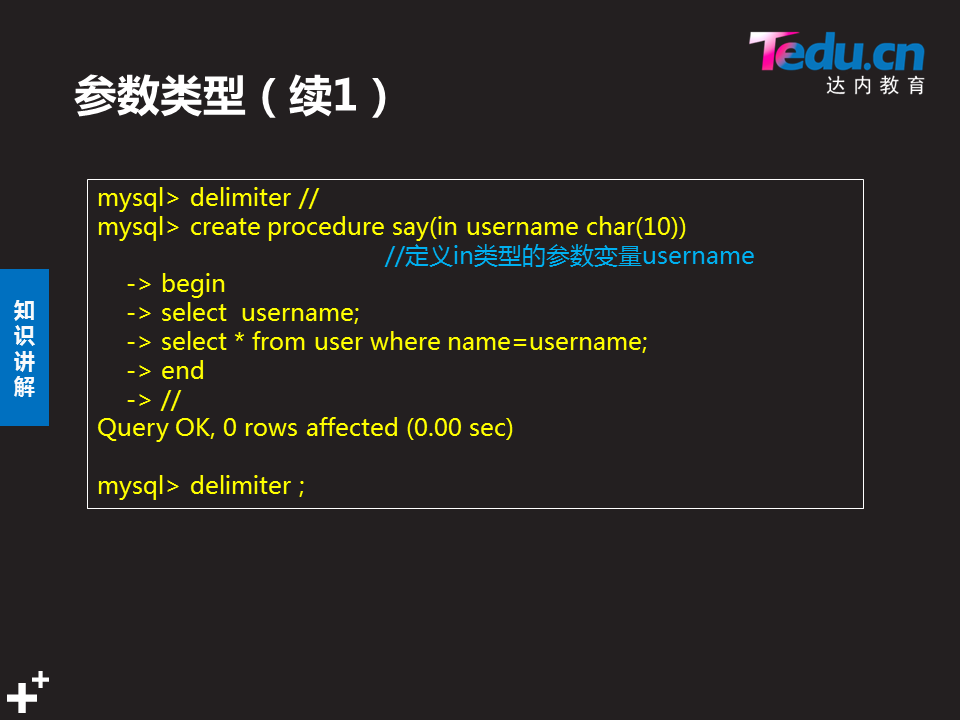 Tedu.cn
达内教育
参数类型（续1）
mysql> delimiter //
mysql> create procedure say(in username char(10))
//定义in类型的参数变量username
-> begin
-> select  username;
-> select * from user where name=username;
-> end
-> //
Query OK, 0 rows affected (0.00 sec)
mysql> delimiter ;
知
识
讲
解